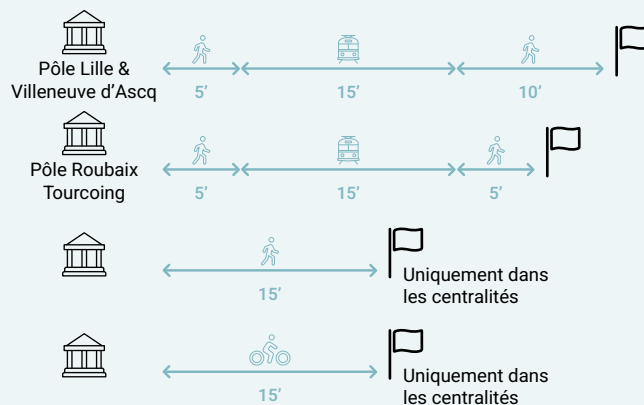 Pôle Lille &
Villeneuve d’Ascq
5’ 15’ 10’
Pôle Roubaix
Tourcoing
5’ 15’ 5’
15’
Uniquement dans
les centralités
15’
Uniquement dans
les centralités